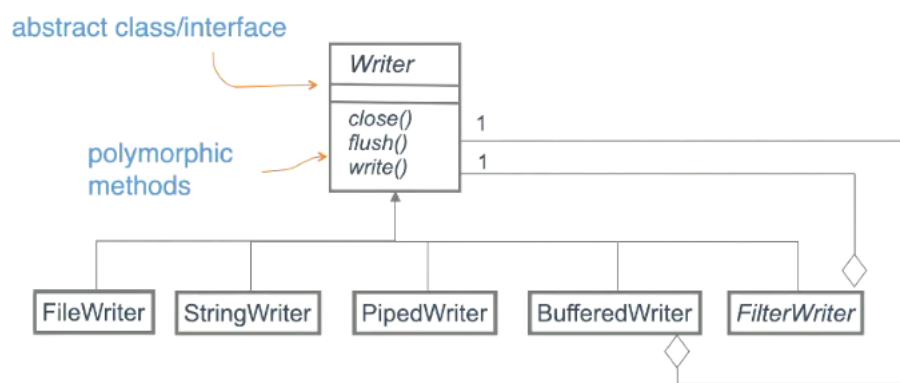 abstract class/interface
Writer
close()
flush()
write()
1
1
polymorphic
methods
FileWriter
StringWriter
PipedWriter
BufferedWriter
FilterWriter